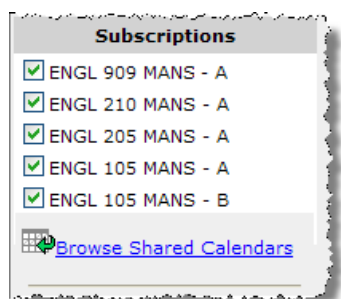 Subscriptions
ENGL 909 MANS - A
ENGL 210 MANS - A
ENGL 205 MANS - A
ENGL 105 MANS - A
ENGL 105 MANS - B
Browse Shared Calendars